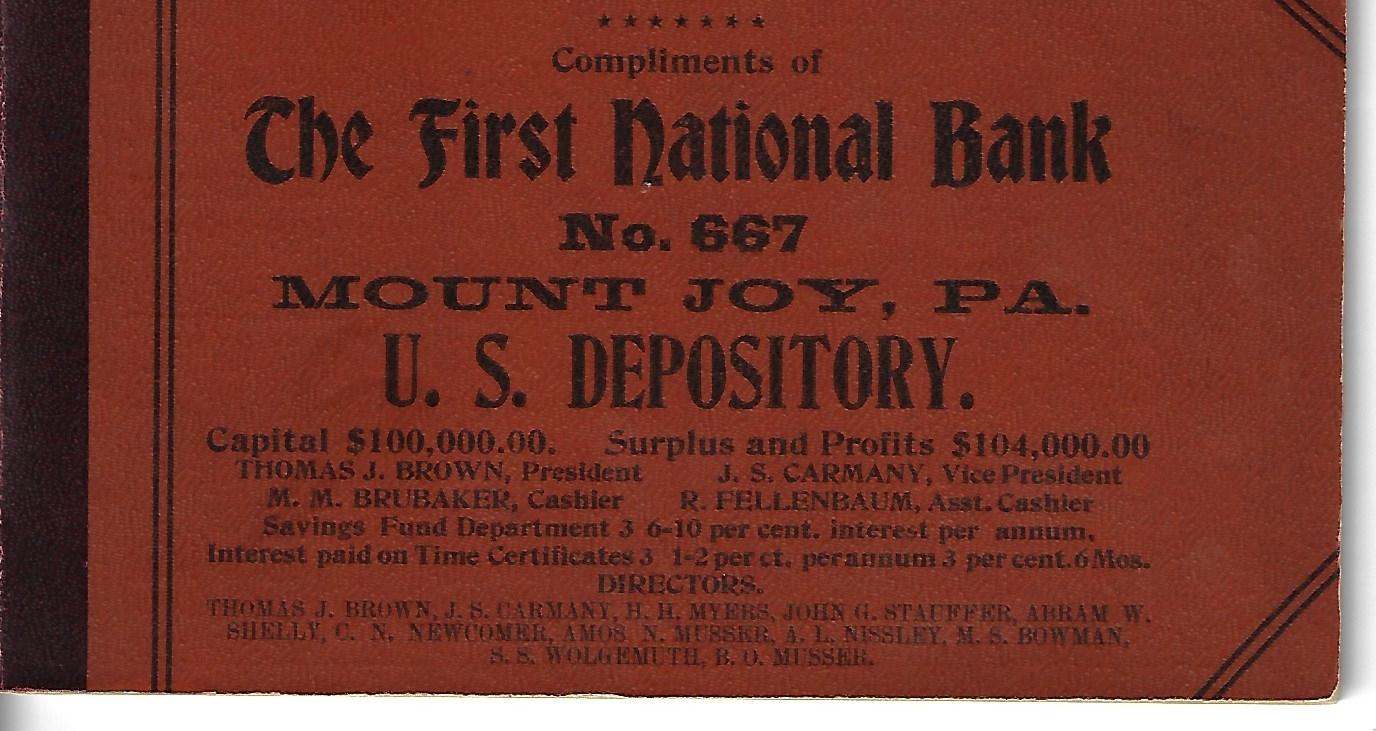 Compliments of
The First National Bank
No. 667
MOUNT JOY, PA.
U. S. DEPOSITORY.
Capital $100,000.00. Surplus and Profits $104,000.00
THOMAS J. BROWN, President J. S. CARMANY, Vice President
M. M. BRUBAKER, Cashier R. FELLENBAUM, Asst. Cashier
Savings Fund Department 3 6-10 per cent. interest per annum.
Interest paid on Time Certificates 3 1-2 per ct. per annum 3 per cent. 6 Mos.
DIRECTORS.
THOMAS J. BROWN, J. S. CARMANY, H. H. MYERS, JOHN G. STAUFFER, ABRAM W.
SHELLY, C. N. NEWCOMER, AMOS N. MUSSER, A. L. NISSLEY, M. S. BOWMAN,
S. S. WOLGEMUTH, B. O. MUSSER.